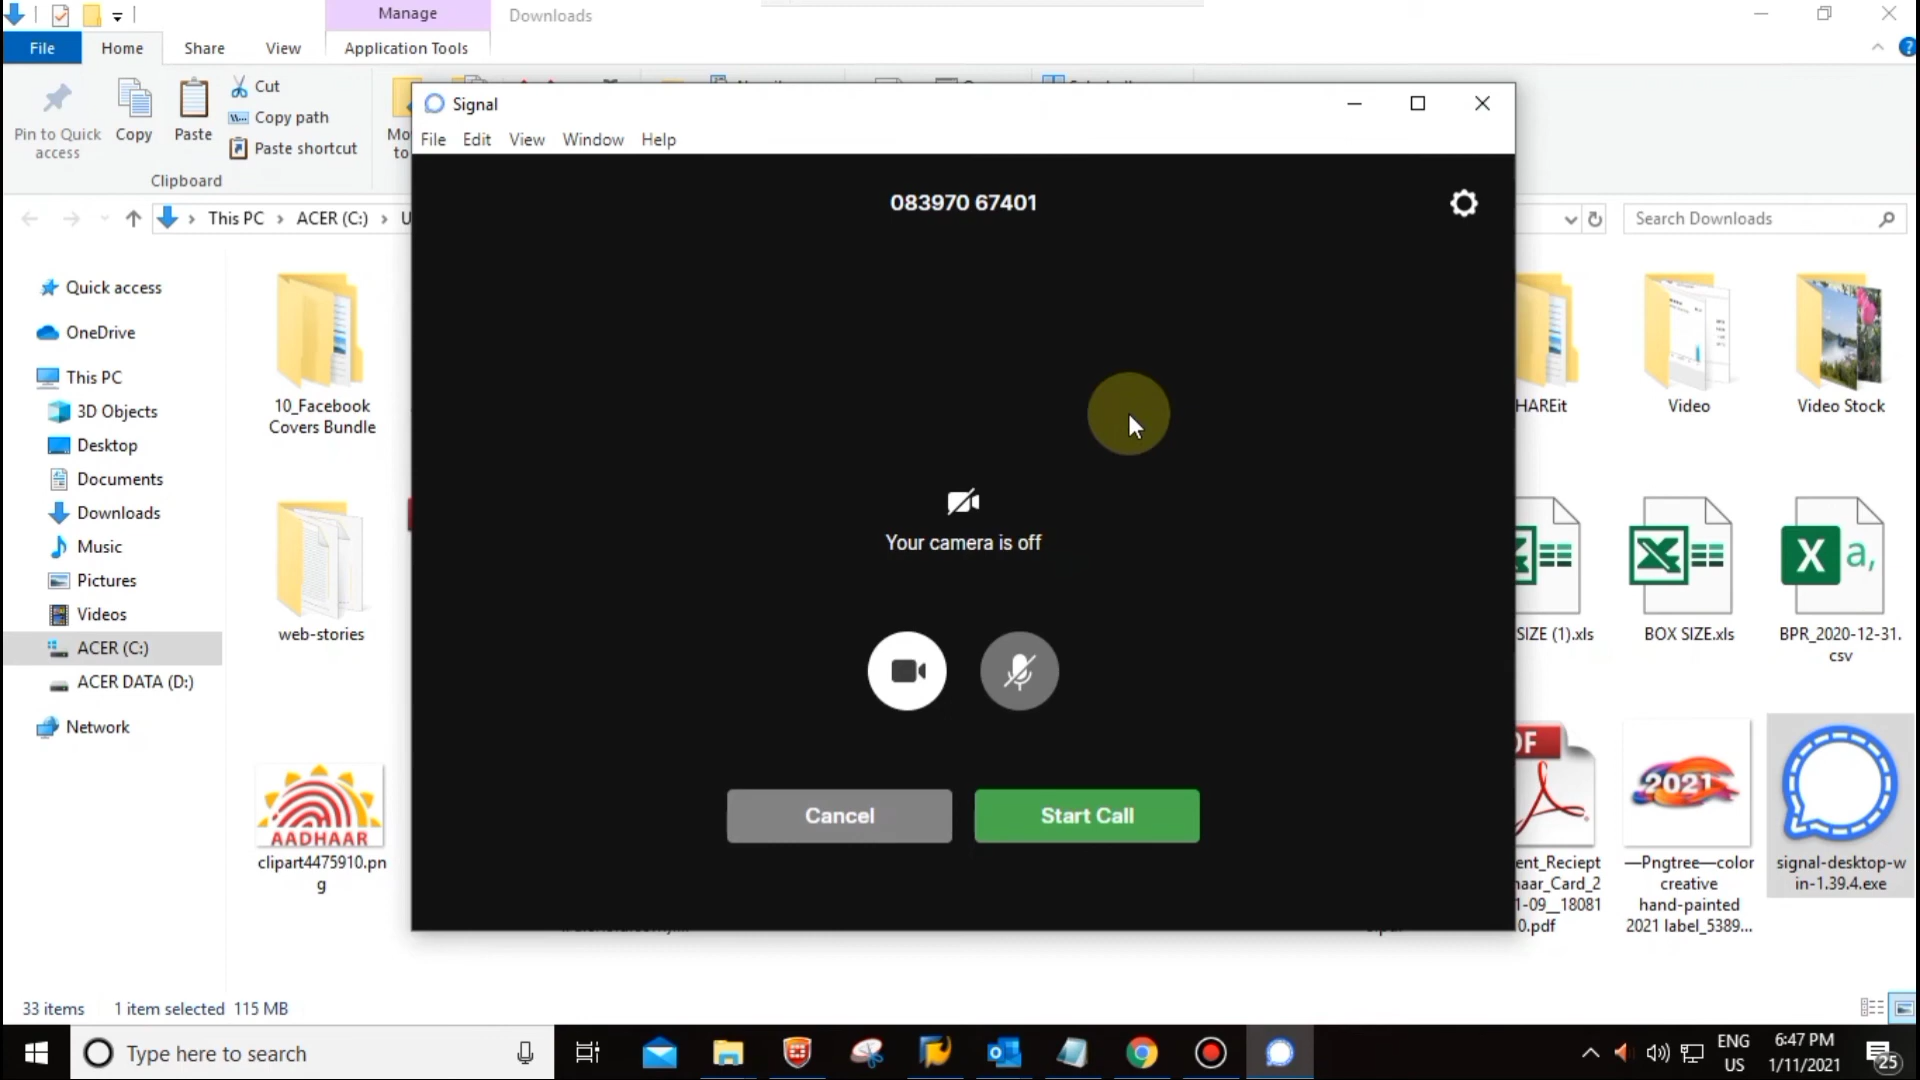 Manage
Downloads
File
Home
Share
View
Application Tools
Pin to Quick
access
Copy
Paste
Cut
Copy path
Paste shortcut
Clipboard
This PC
ACER (C:)
Search Downloads
Signal
File Edit View Window Help
083970 67401
Your camera is off
Cancel
Start Call
Quick access
OneDrive
This PC
3D Objects
Desktop
Documents
Downloads
Music
Pictures
Videos
ACER (C:)
ACER DATA (D:)
Network
10_Facebook
Covers Bundle
HAREit
Video
Video Stock
web-stories
SIZE (1).xls
BOX SIZE.xls
BPR_2020-12-31.
csv
AADHAAR
clipart4475910.pn
g
2021
ent_Reciept
haar_Card_2
1-09__18081
0.pdf
—Pngtree—color
creative
hand-painted
2021 label_5389...
signal-desktop-w
in-1.39.4.exe
33 items
1 item selected 115 MB
Type here to search
ENG
US
6:47 PM
1/11/2021
25